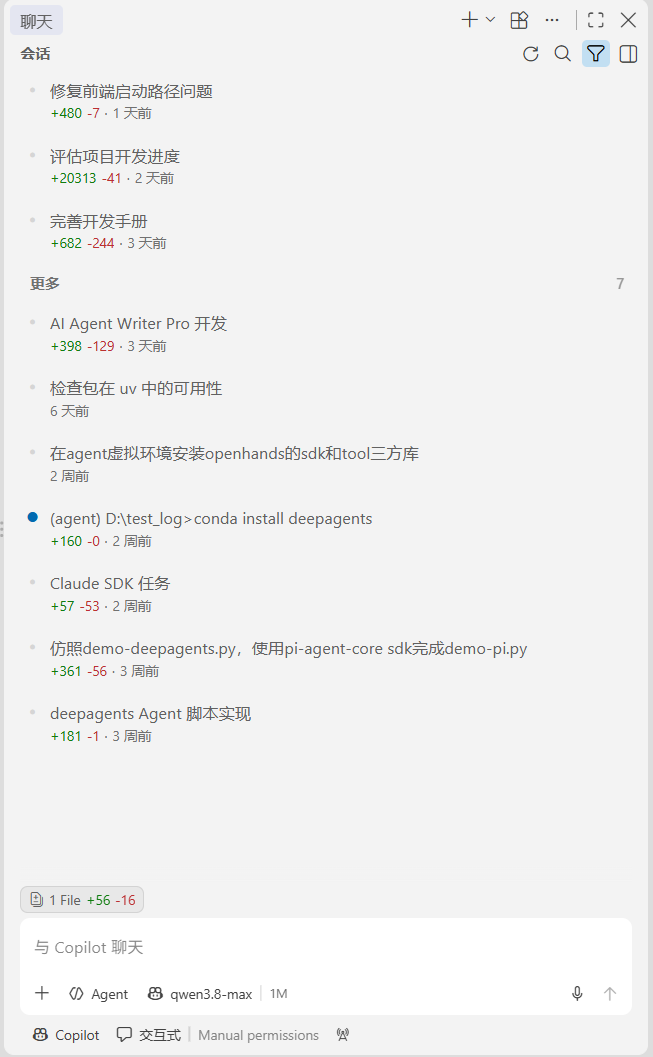 聊天
会话
修复前端启动路径问题
+480 -7 · 1 天前
评估项目开发进度
+20313 -41 · 2 天前
完善开发手册
+682 -244 · 3 天前
更多 7
AI Agent Writer Pro 开发
+398 -129 · 3 天前
检查包在 uv 中的可用性
6 天前
在agent虚拟环境安装openhands的sdk和tool三方库
2 周前
(agent) D:\test_log>conda install deepagents
+160 -0 · 2 周前
Claude SDK 任务
+57 -53 · 2 周前
仿照demo-deepagents.py，使用pi-agent-core sdk完成demo-pi.py
+361 -56 · 3 周前
deepagents Agent 脚本实现
+181 -1 · 3 周前
1 File +56 -16
与 Copilot 聊天
Agent qwen3.8-max 1M
Copilot 交互式 Manual permissions